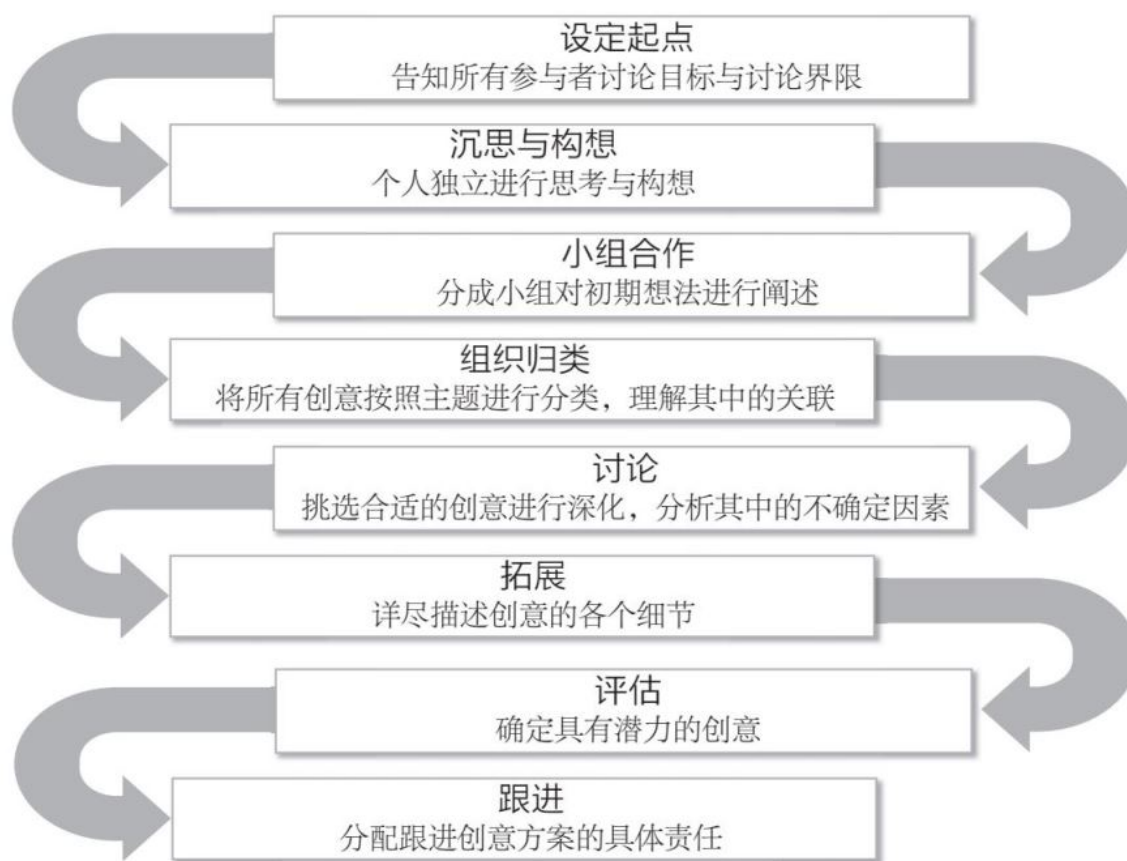 设定起点
告知所有参与者讨论目标与讨论界限
沉思与构想
个人独立进行思考与构想
小组合作
分成小组对初期想法进行阐述
组织归类
将所有创意按照主题进行分类，理解其中的关联
讨论
挑选合适的创意进行深化，分析其中的不确定因素
拓展
详尽描述创意的各个细节
评估
确定具有潜力的创意
跟进
分配跟进创意方案的具体责任